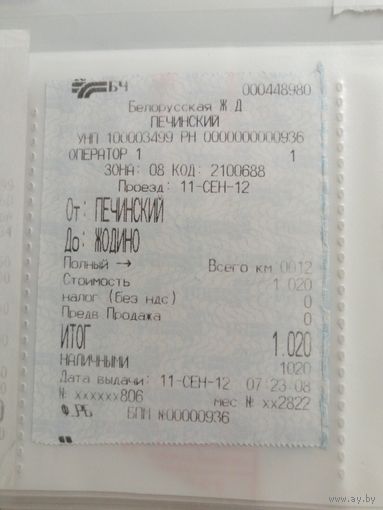 БЧ 000448980
Белорусская Ж Д
ПЕЧИНСКИЙ
УНП 100003499 РН 0000000000936
ОПЕРАТОР 1 1
ЗОНА: 08 КОД: 2100688
Проезд: 11-СЕН-12
От: ПЕЧИНСКИЙ
До: ЖОДИНО
Полный → Всего км 0012
Стоимость 1.020
налог (Без ндс) 0
Предв Продажа 0
ИТОГ 1.020
НАЛИЧНЫМИ 1020
Дата выдачи: 11-СЕН-12 07-23-08
№ xxxxxx806 мес № xx2822
Ф.РБ БПН №00000936
www.ay.by